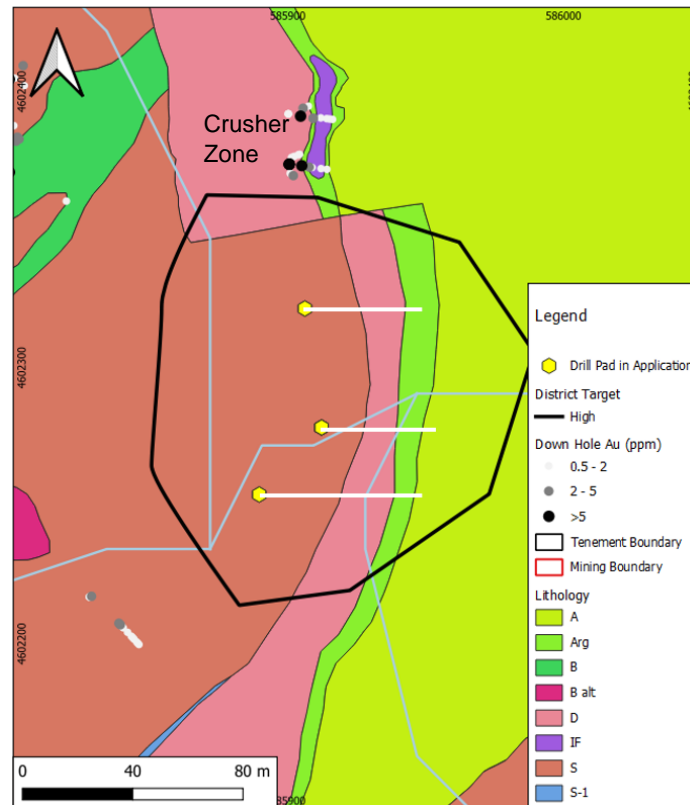 585900
586000
4602400
Crusher
Zone
4602300
4602200
Legend
Drill Pad in Application
District Target
High
Down Hole Au (ppm)
0.5 - 2
2 - 5
>5
Tenement Boundary
Mining Boundary
Lithology
A
Arg
B
B alt
D
IF
S
S-1
0 40 80 m
585900